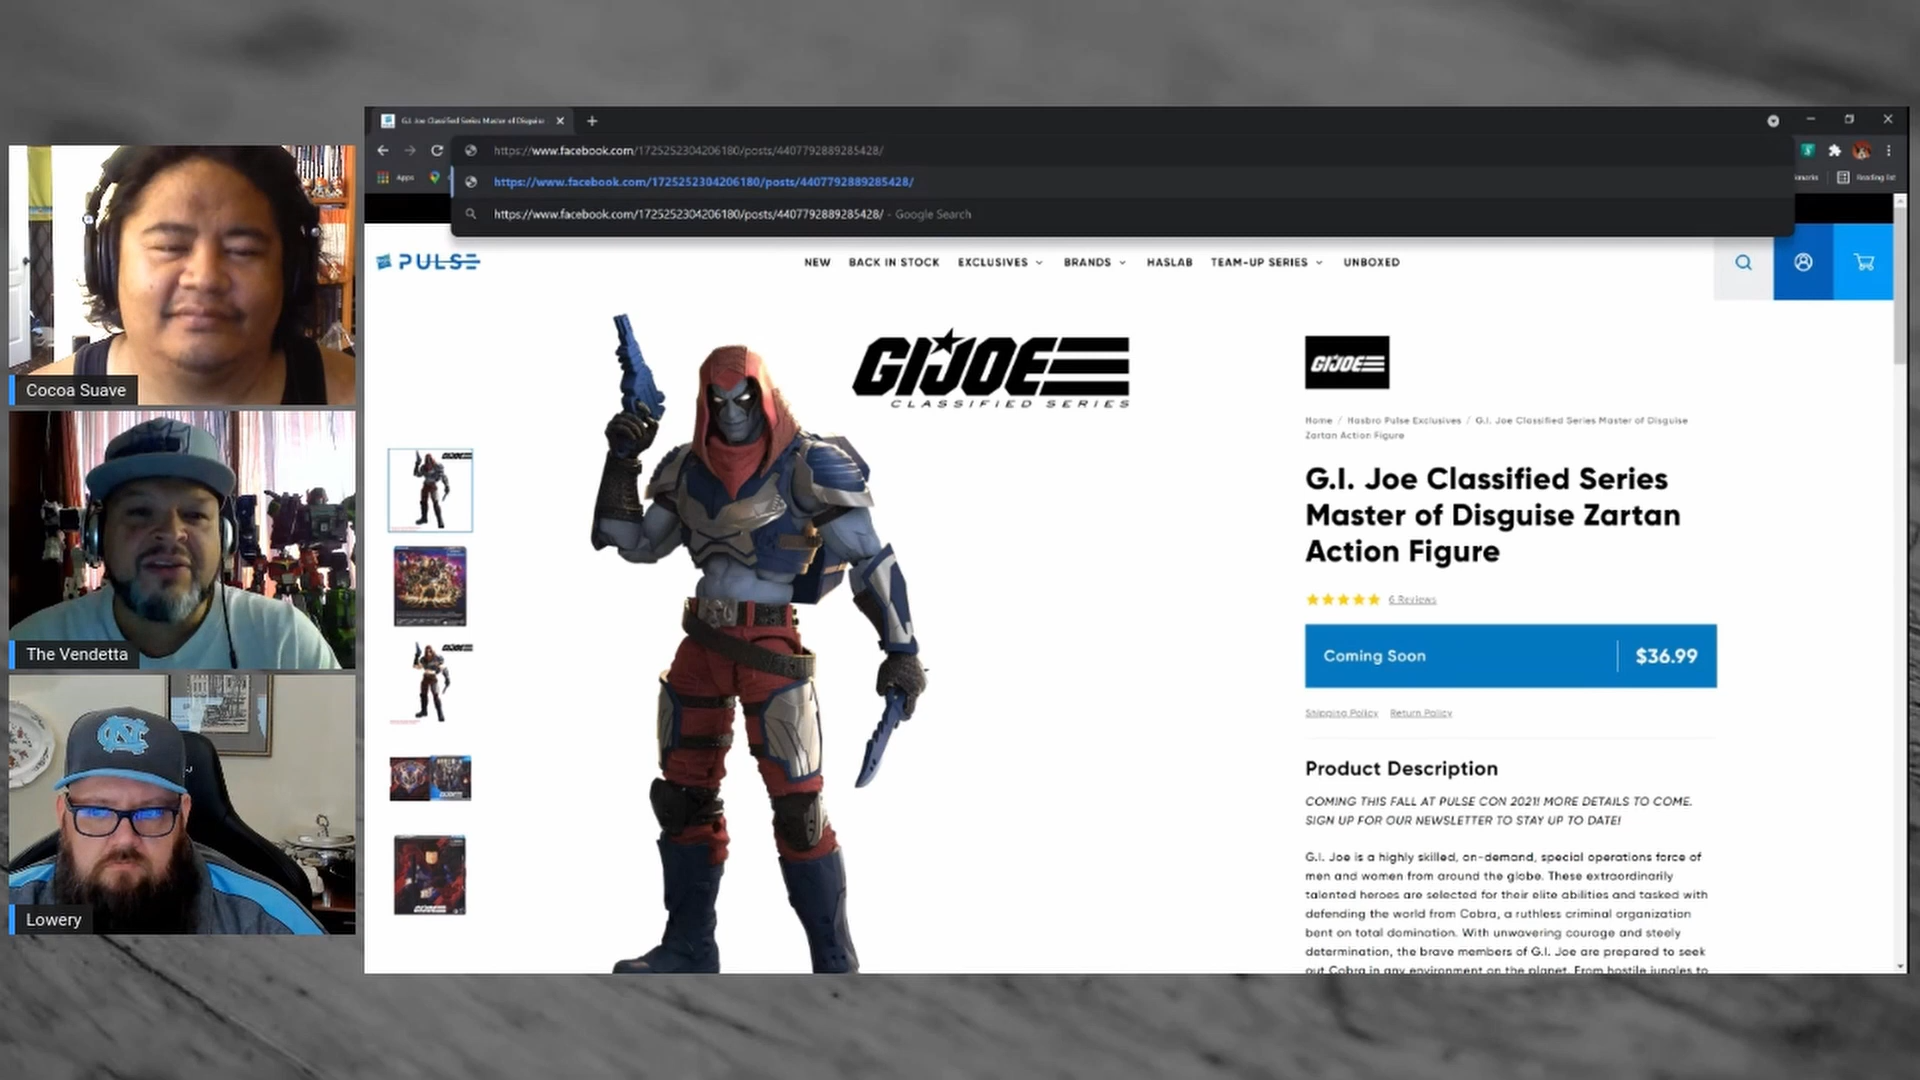 G.I. Joe Classified Series Master of Disguise
https://www.facebook.com/1725252304206180/posts/4407792889285428/
Apps
https://www.facebook.com/1725252304206180/posts/4407792889285428/
Reading list
https://www.facebook.com/1725252304206180/posts/4407792889285428/ - Google Search
PULSE
NEW BACK IN STOCK EXCLUSIVES BRANDS HASLAB TEAM-UP SERIES UNBOXED
GIJOE
CLASSIFIED SERIES
GIJOE
Home / Hasbro Pulse Exclusives / G.I. Joe Classified Series Master of Disguise
Zartan Action Figure
G.I. Joe Classified Series
Master of Disguise Zartan
Action Figure
6 Reviews
Coming Soon $36.99
Shipping Policy Return Policy
Product Description
COMING THIS FALL AT PULSE CON 2021! MORE DETAILS TO COME.
SIGN UP FOR OUR NEWSLETTER TO STAY UP TO DATE!
G.I. Joe is a highly skilled, on-demand, special operations force of
men and women from around the globe. These extraordinarily
talented heroes are selected for their elite abilities and tasked with
defending the world from Cobra, a ruthless criminal organization
bent on total domination. With unwavering courage and steely
determination, the brave members of G.I. Joe are prepared to seek
out Cobra in any environment on the planet. From hostile jungles to
Cocoa Suave
The Vendetta
NC
Lowery